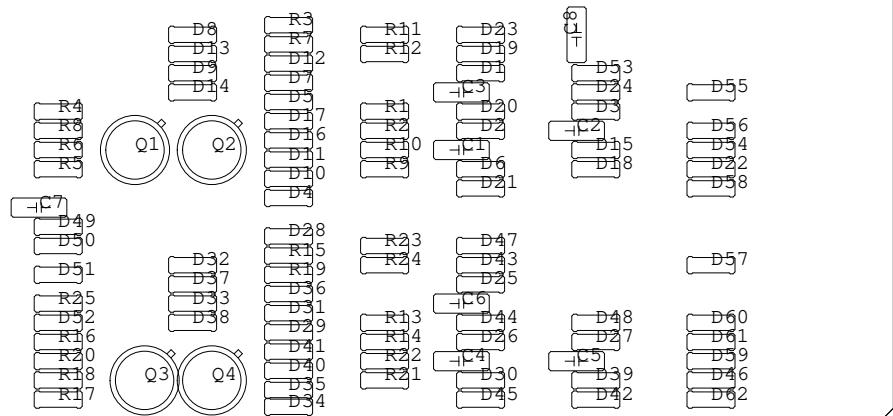 R3 C8
D8 R11 D23
R7
D13 D12 R12 D19
D9 D7 D1 D53
D14 D5 C3 D24 D55
R4 D17 R1 D20 D3
R8 D16 R2 D2 C2 D56
R6 Q1 Q2 D11 R10 C1 D15 D54
R5 D10 R9 D6 D18 D22
D4 D21 D58
C7
D49 D28
D50 R15 R23 D47
D51 D32 R19 R24 D43 D57
D37 D36 D25
R25 D33 D31 C6
D52 D38 D29 R13 D44 D48 D60
R16 D41 R14 D26 D27 D61
R20 D40 R22 C4 C5 D59
R18 Q3 Q4 D35 R21 D30 D39 D46
R17 D34 D45 D42 D62